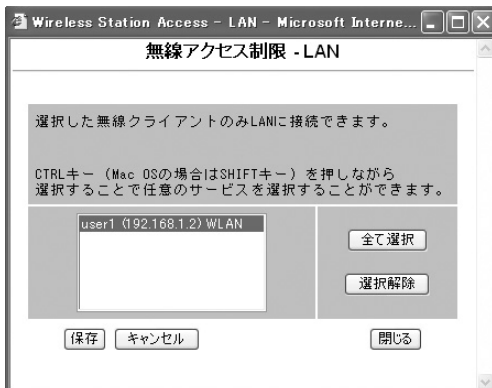 Wireless Station Access - LAN - Microsoft Interne...
無線アクセス制限 - LAN
選択した無線クライアントのみLANに接続できます。
CTRLキー (Mac OSの場合はSHIFTキー) を押しながら
選択することで任意のサービスを選択することができます。
user1 (192.168.1.2) WLAN
全て選択
選択解除
保存 キャンセル 閉じる